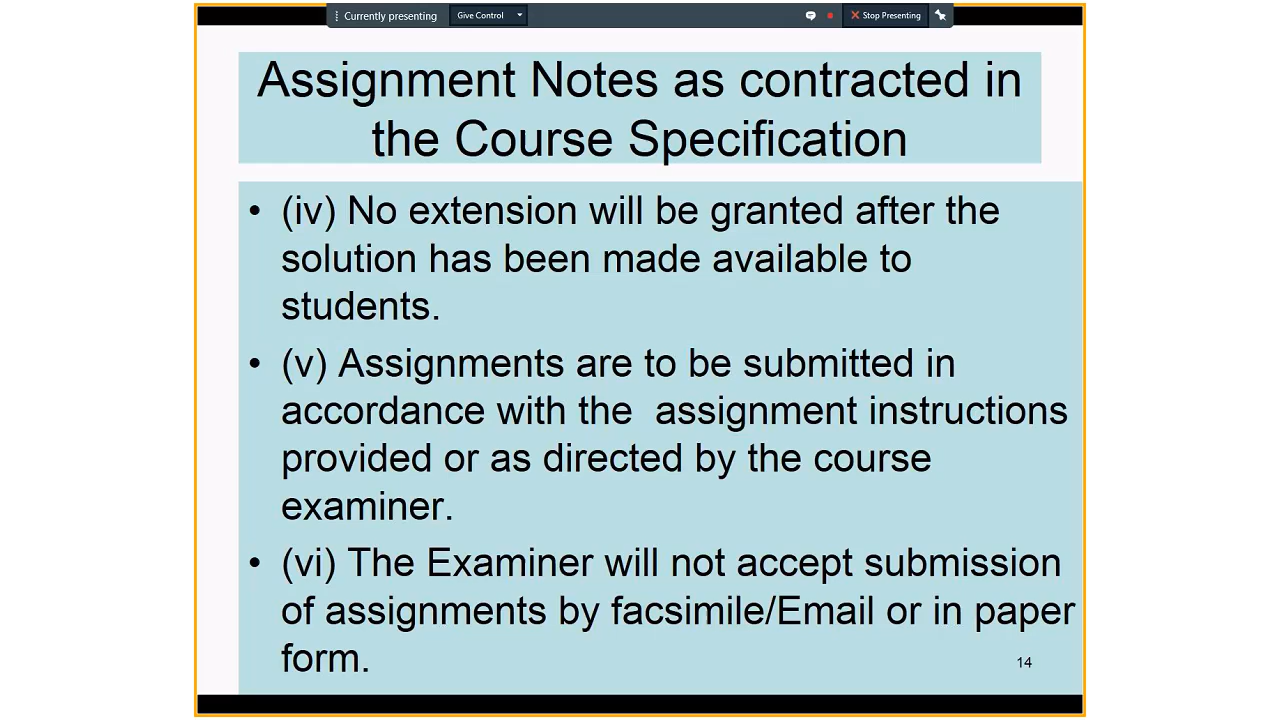 Currently presenting
Give Control
Stop Presenting
Assignment Notes as contracted in
the Course Specification
• (iv) No extension will be granted after the
solution has been made available to
students.
• (v) Assignments are to be submitted in
accordance with the  assignment instructions
provided or as directed by the course
examiner.
• (vi) The Examiner will not accept submission
of assignments by facsimile/Email or in paper
form.
14